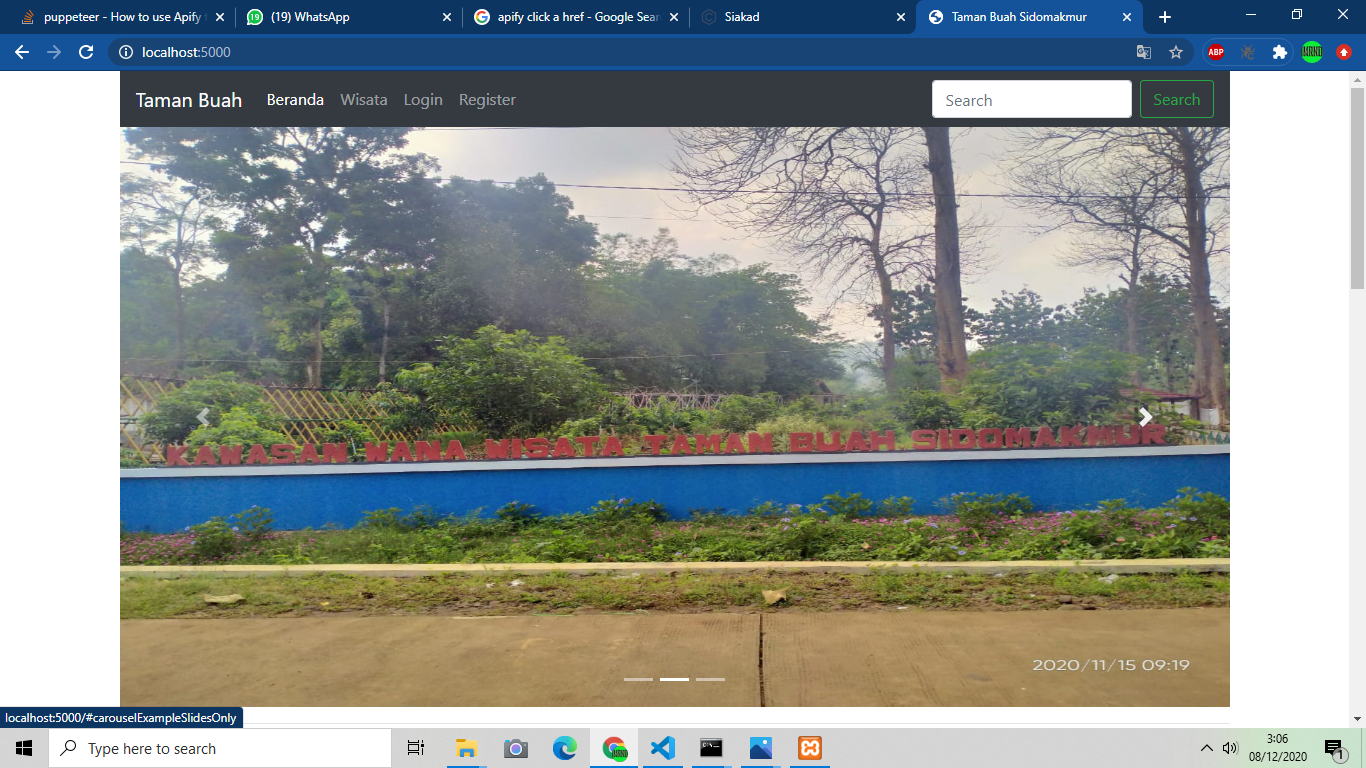 puppeteer - How to use Apify
(19) WhatsApp
apify click a href - Google Sear
Siakad
Taman Buah Sidomakmur
localhost:5000
Taman Buah
Beranda
Wisata
Login
Register
Search
Search
KAWASAN WANA WISATA TAMAN BUAH SIDOMAKMUR
2020/11/15 09:19
localhost:5000/#carouselExampleSlidesOnly
Type here to search
3:06
08/12/2020
1